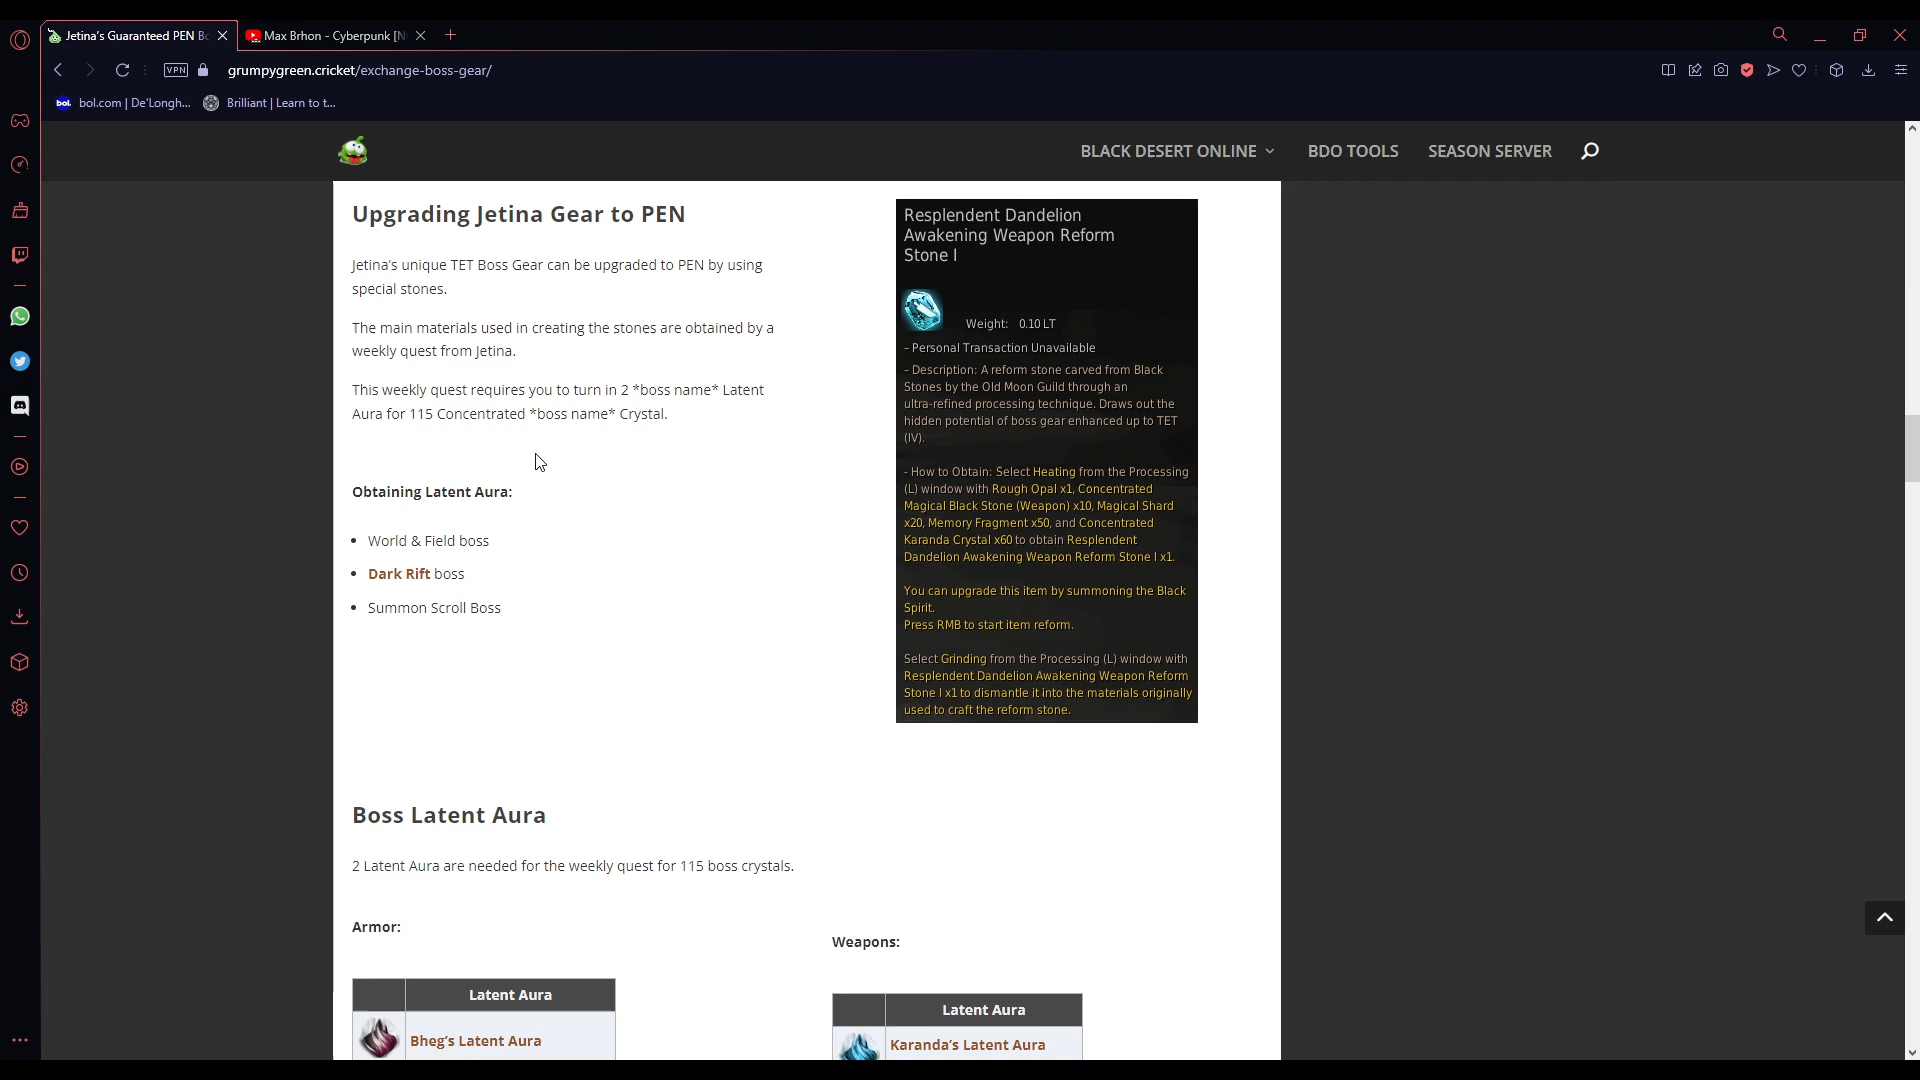 Jetina's Guaranteed PEN Bo
Max Brhon - Cyberpunk [N
VPN
grumpygreen.cricket/exchange-boss-gear/
bol.
bol.com | De'Longh...
Brilliant | Learn to t...
BLACK DESERT ONLINE
BDO TOOLS
SEASON SERVER
Upgrading Jetina Gear to PEN
Jetina's unique TET Boss Gear can be upgraded to PEN by using
special stones.
The main materials used in creating the stones are obtained by a
weekly quest from Jetina.
This weekly quest requires you to turn in 2 *boss name* Latent
Aura for 115 Concentrated *boss name* Crystal.
Obtaining Latent Aura:
• World & Field boss
• Dark Rift boss
• Summon Scroll Boss
Resplendent Dandelion
Awakening Weapon Reform
Stone I
Weight: 0.10 LT
- Personal Transaction Unavailable
- Description: A reform stone carved from Black
Stones by the Old Moon Guild through an
ultra-refined processing technique. Draws out the
hidden potential of boss gear enhanced up to TET
(IV).
- How to Obtain: Select Heating from the Processing
(L) window with Rough Opal x1, Concentrated
Magical Black Stone (Weapon) x10, Magical Shard
x20, Memory Fragment x50, and Concentrated
Karanda Crystal x60 to obtain Resplendent
Dandelion Awakening Weapon Reform Stone I x1.
You can upgrade this item by summoning the Black
Spirit.
Press RMB to start item reform.
Select Grinding from the Processing (L) window with
Resplendent Dandelion Awakening Weapon Reform
Stone I x1 to dismantle it into the materials originally
used to craft the reform stone.
Boss Latent Aura
2 Latent Aura are needed for the weekly quest for 115 boss crystals.
Armor:
Latent Aura
Bheg's Latent Aura
Weapons:
Latent Aura
Karanda's Latent Aura